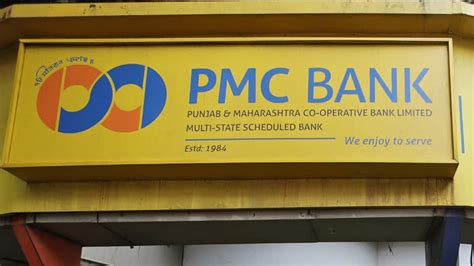 PMC BANK
PUNJAB & MAHARASHTRA CO-OPERATIVE BANK LIMITED
MULTI-STATE SCHEDULED BANK
We enjoy to serve
Estd: 1984